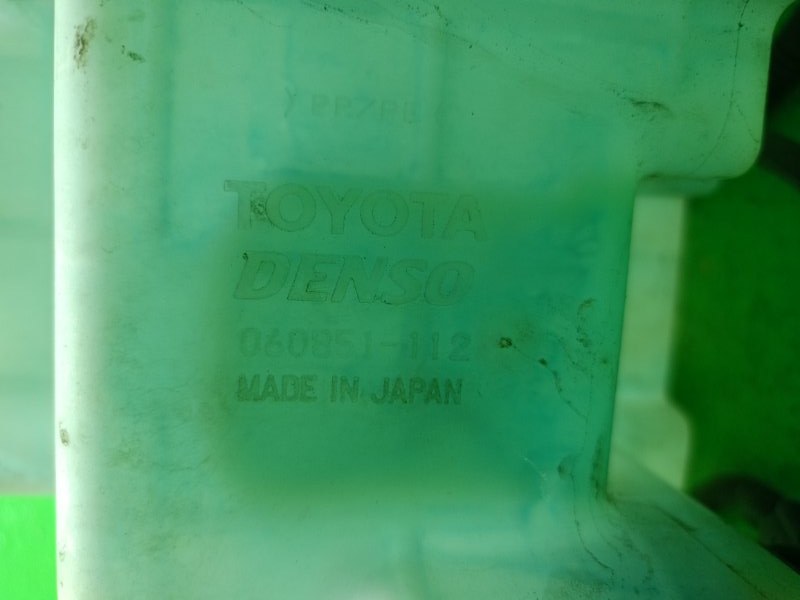 TOYOTA
DENSO
060851-112
MADE IN JAPAN